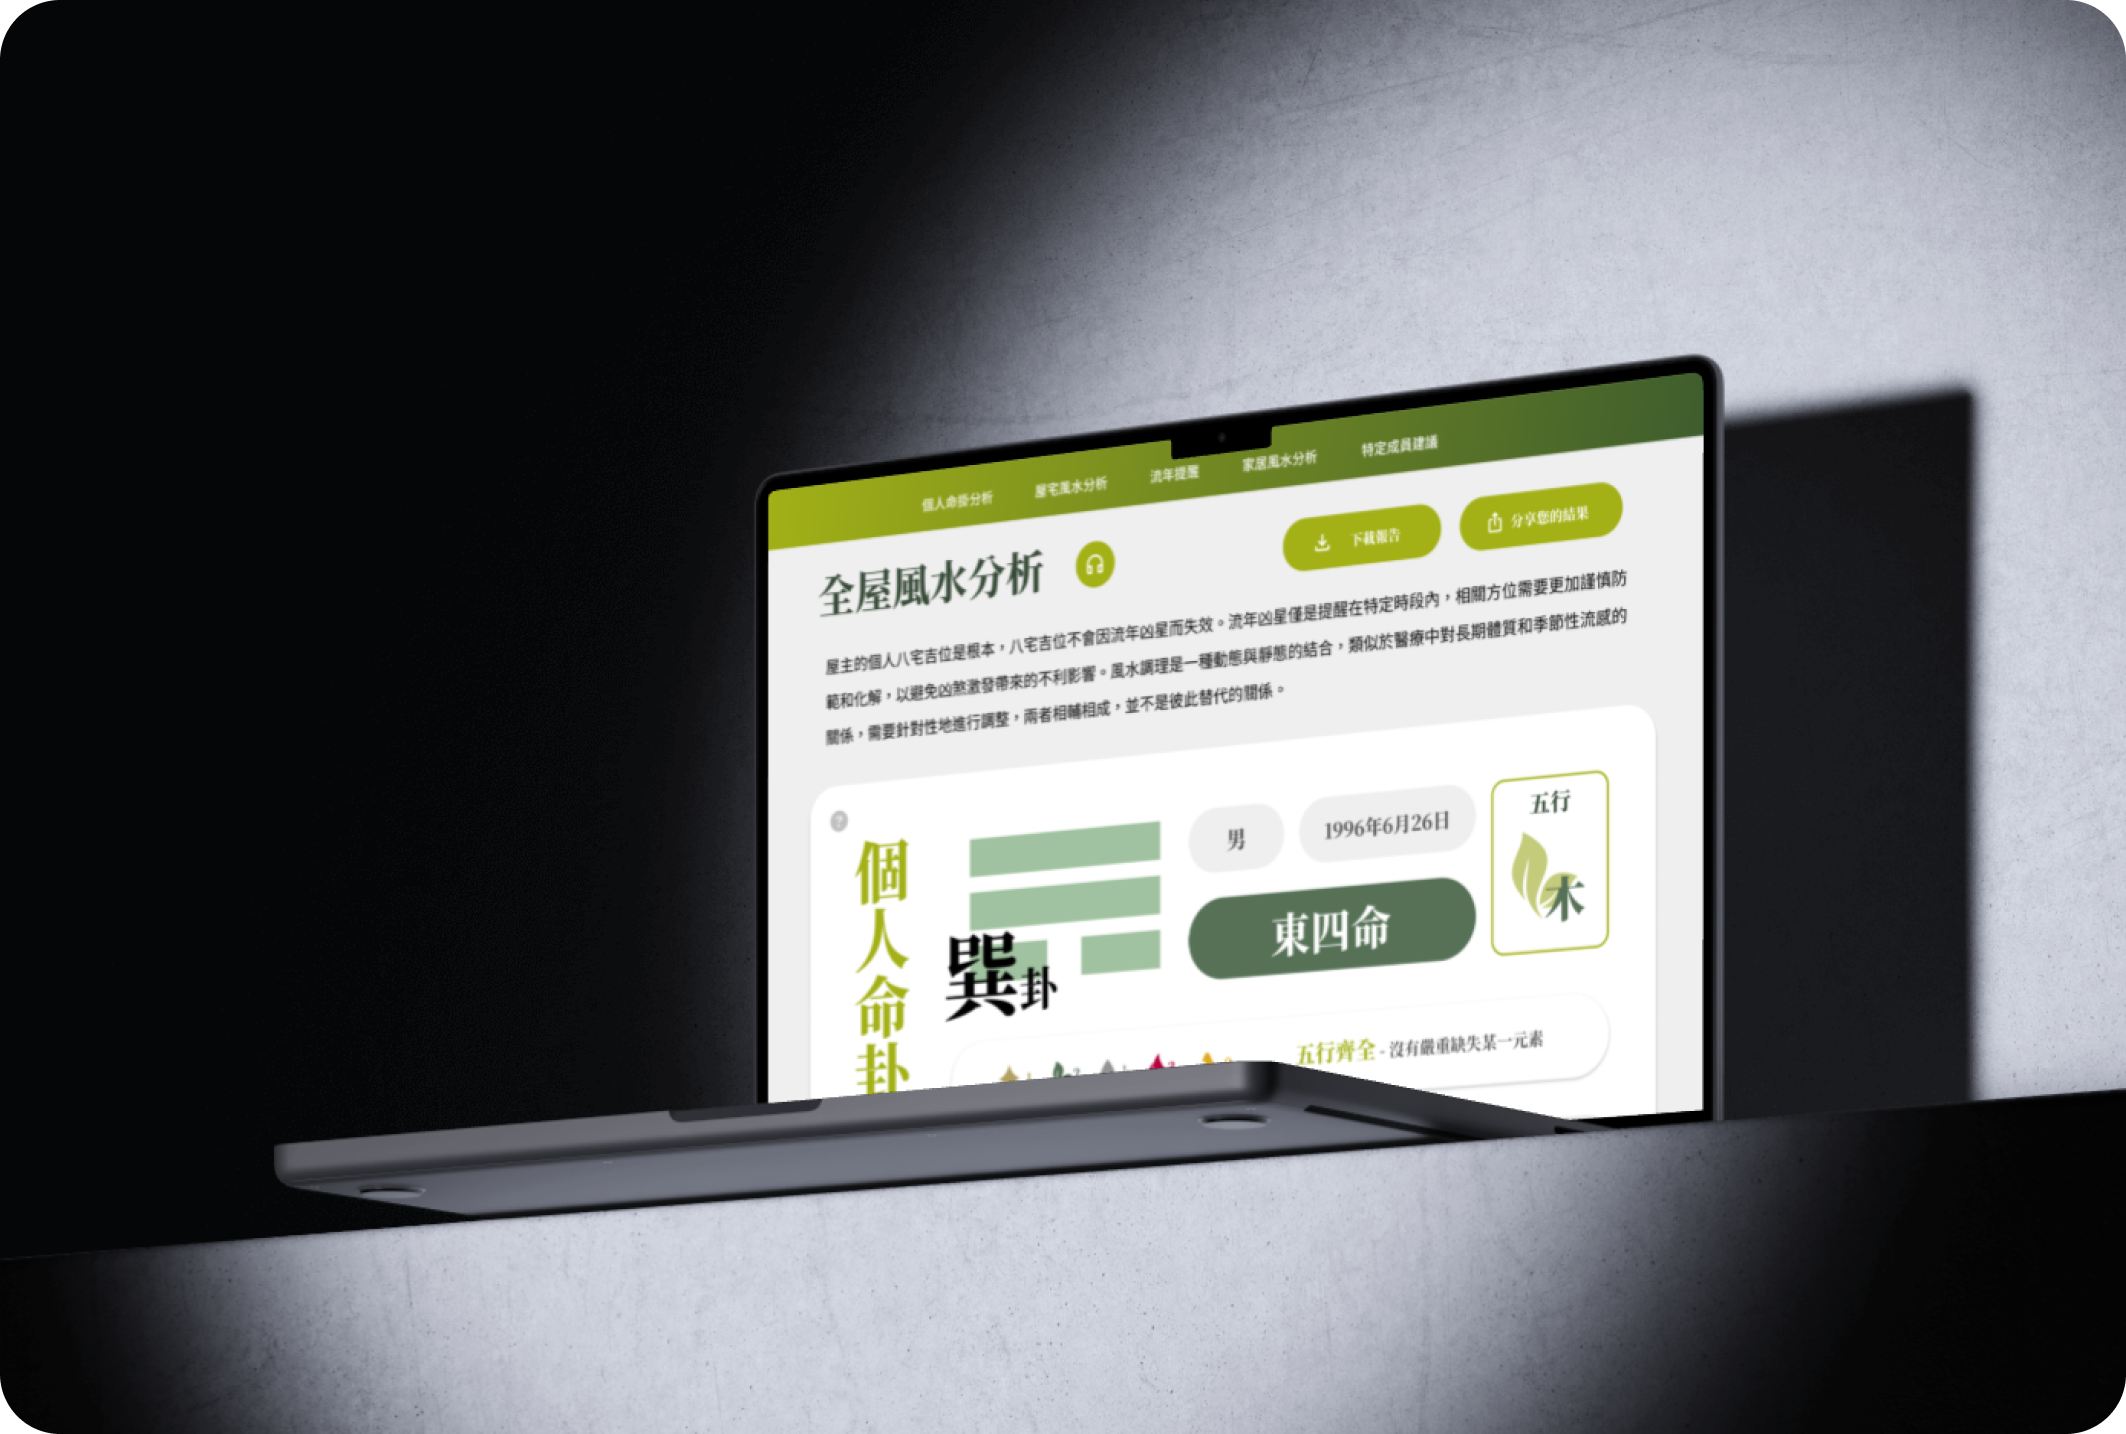 個人命掛分析
屋宅風水分析
流年提醒
家居風水分析
特定成員建議
全屋風水分析
下載報告
分享您的結果
屋主的個人八宅吉位是根本，八宅吉位不會因流年凶星而失效。流年凶星僅是提醒在特定時段內，相關方位需要更加謹慎防
範和化解，以避免凶煞激發帶來的不利影響。風水調理是一種動態與靜態的結合，類似於醫療中對長期體質和季節性流感的
關係，需要針對性地進行調整，兩者相輔相成，並不是彼此替代的關係。
?
個人命卦
巽卦
男
1996年6月26日
東四命
五行
木
五行齊全 - 沒有嚴重缺失某一元素